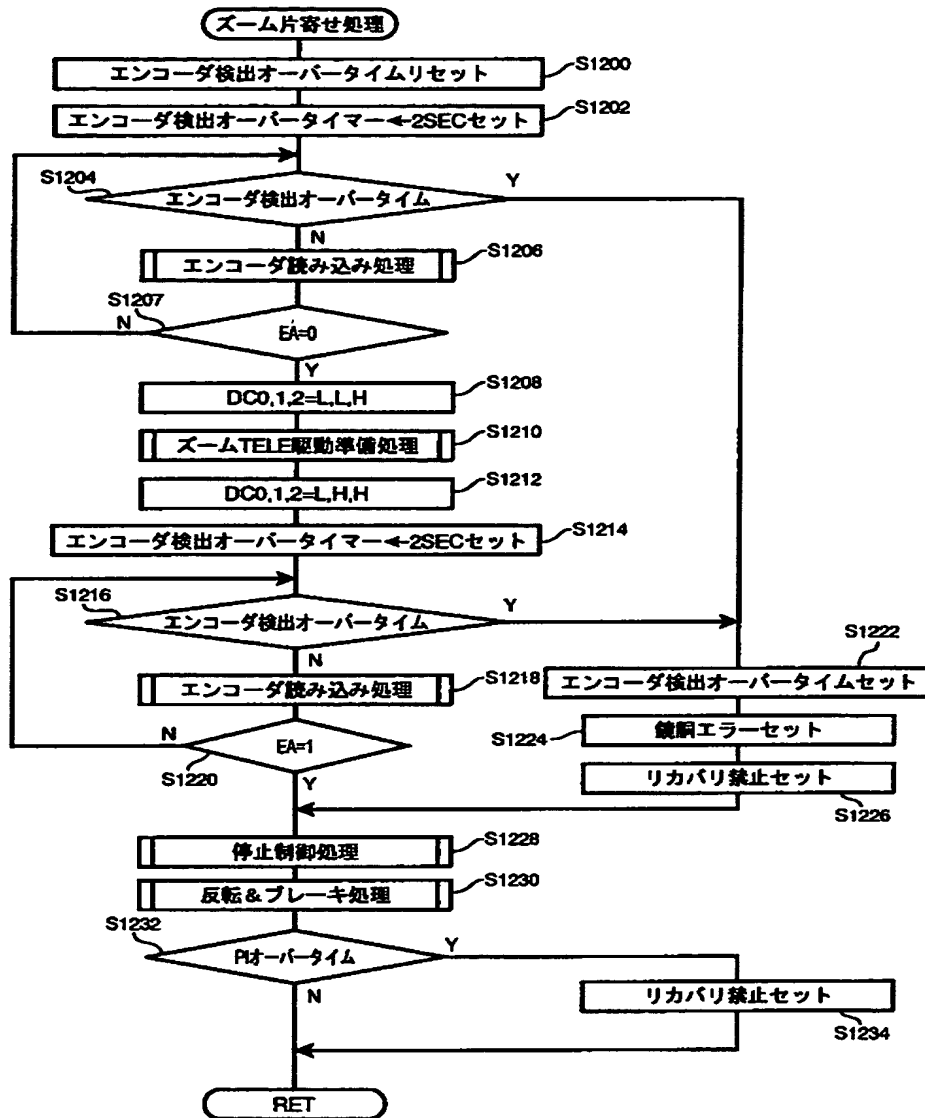 ズーム片寄せ処理
エンコーダ検出オーバータイムリセット
S1200
エンコーダ検出オーバータイマー←2SECセット
S1202
S1204
エンコーダ検出オーバータイム
Y
N
エンコーダ読み込み処理
S1206
S1207
N
EA=0
Y
DC0,1,2=L,L,H
S1208
ズームTELE駆動準備処理
S1210
DC0,1,2=L,H,H
S1212
エンコーダ検出オーバータイマー←2SECセット
S1214
S1216
エンコーダ検出オーバータイム
Y
N
エンコーダ読み込み処理
S1218
N
EA=1
S1220
Y
S1222
エンコーダ検出オーバータイムセット
S1224
鏡胴エラーセット
リカバリ禁止セット
S1226
停止制御処理
S1228
反転&ブレーキ処理
S1230
S1232
PIオーバータイム
Y
N
リカバリ禁止セット
S1234
RET